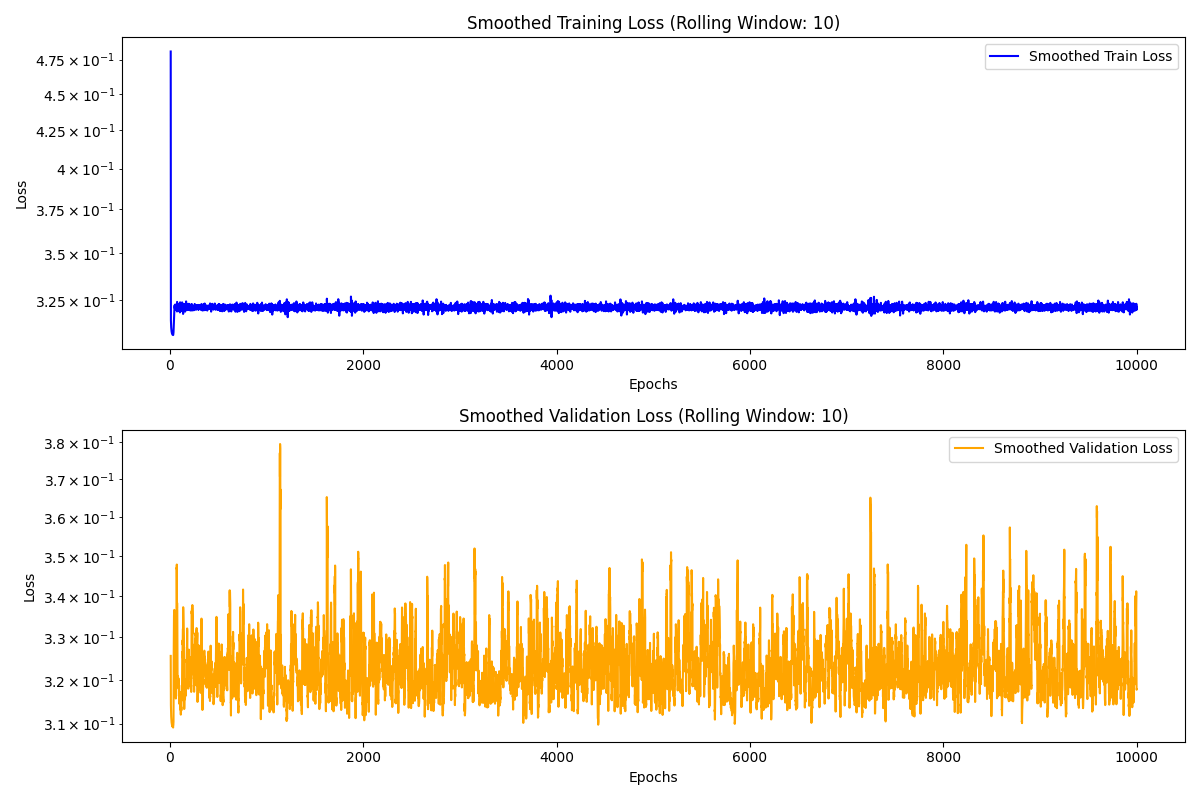 Smoothed Training Loss (Rolling Window: 10)
Smoothed Train Loss
4.75 × 10⁻¹
4.5 × 10⁻¹
4.25 × 10⁻¹
4 × 10⁻¹
3.75 × 10⁻¹
3.5 × 10⁻¹
3.25 × 10⁻¹
Loss
0 2000 4000 6000 8000 10000
Epochs
Smoothed Validation Loss (Rolling Window: 10)
Smoothed Validation Loss
3.8 × 10⁻¹
3.7 × 10⁻¹
3.6 × 10⁻¹
3.5 × 10⁻¹
3.4 × 10⁻¹
3.3 × 10⁻¹
3.2 × 10⁻¹
3.1 × 10⁻¹
Loss
0 2000 4000 6000 8000 10000
Epochs